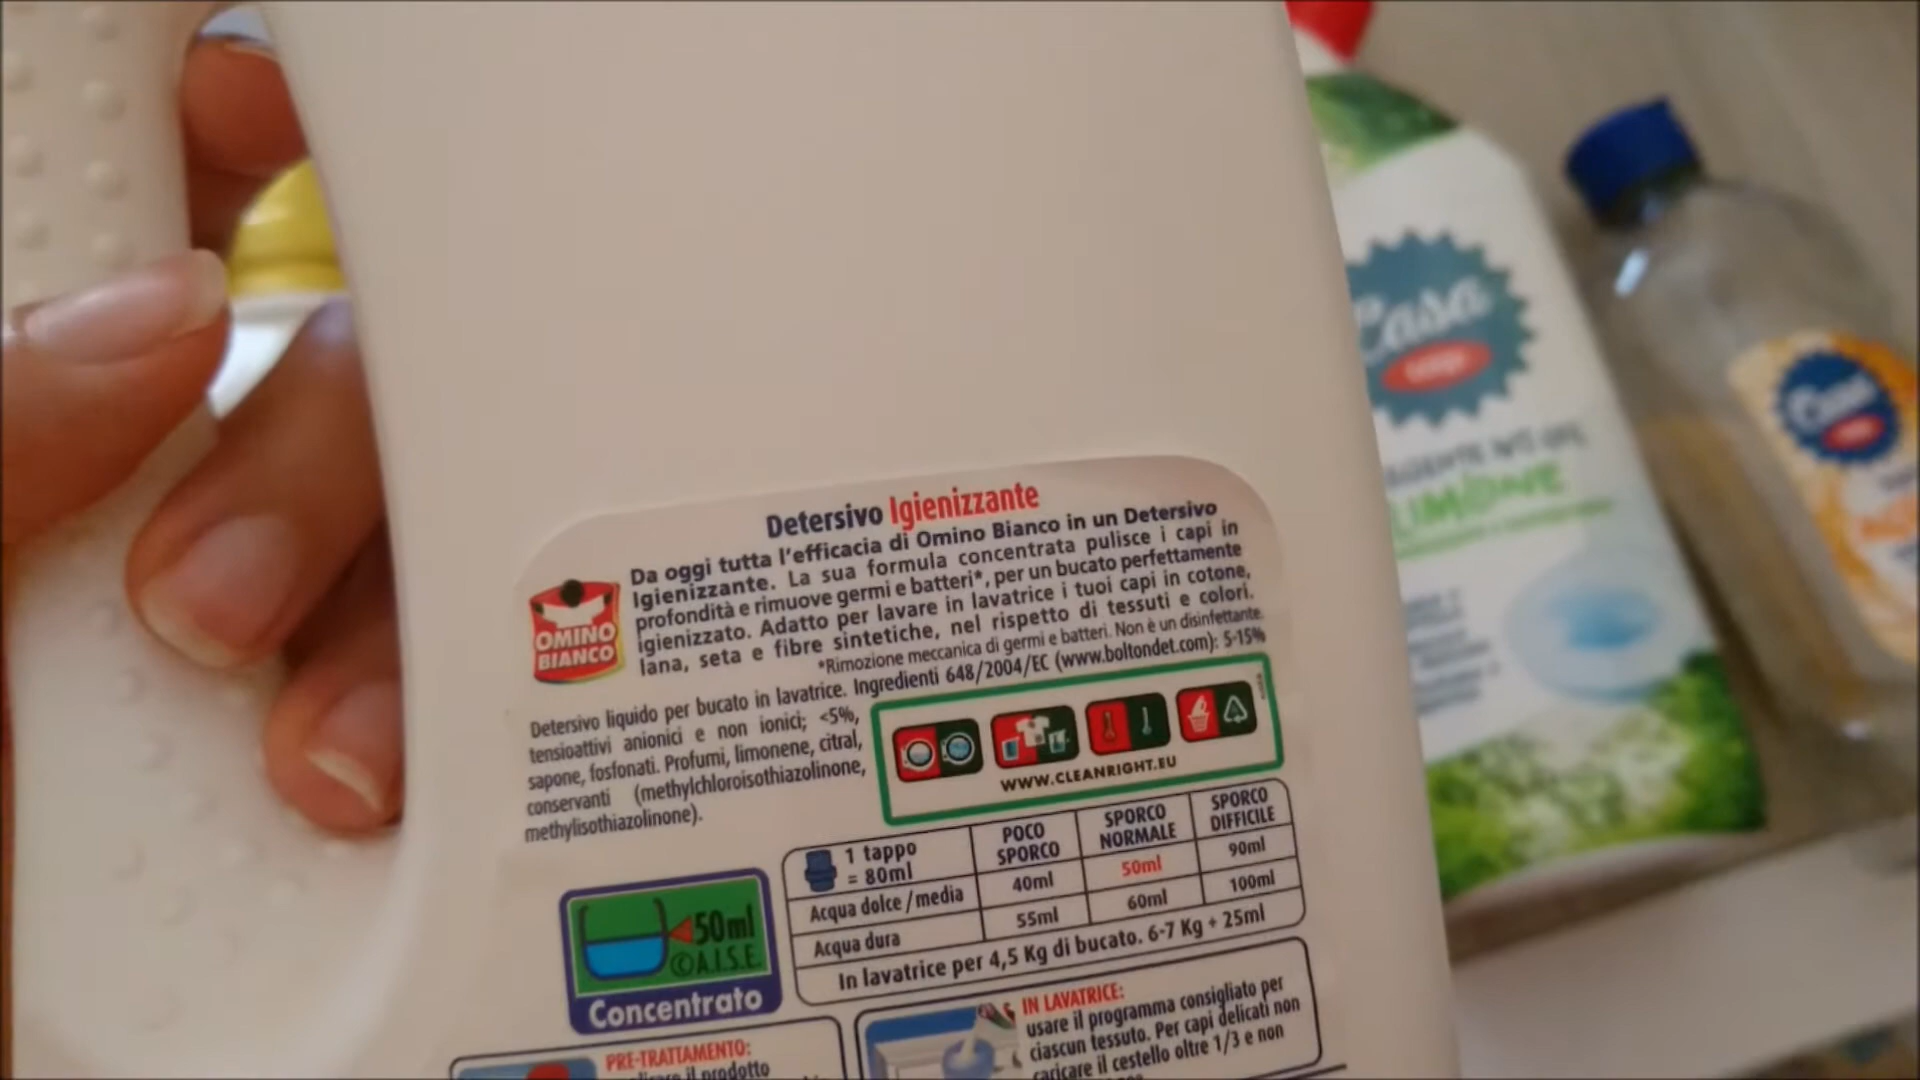 Detersivo Igienizzante
Da oggi tutta l'efficacia di Omino Bianco in un Detersivo
Igienizzante. La sua formula concentrata pulisce i capi in
profondità e rimuove germi e batteri*, per un bucato perfettamente
igienizzato. Adatto per lavare in lavatrice i tuoi capi in cotone,
lana, seta e fibre sintetiche, nel rispetto di tessuti e colori.
*Rimozione meccanica di germi e batteri. Non è un disinfettante.
OMINO
BIANCO
Detersivo liquido per bucato in lavatrice. Ingredienti 648/2004/EC (www.boltondet.com): 5-15%
tensioattivi anionici e non ionici; <5%,
sapone, fosfonati. Profumi, limonene, citral,
conservanti (methylchloroisothiazolinone,
methylisothiazolinone).
WWW.CLEANRIGHT.EU
1 tappo
= 80ml
POCO
SPORCO
SPORCO
NORMALE
SPORCO
DIFFICILE
Acqua dolce/media 40ml 50ml 90ml
Acqua dura 55ml 60ml 100ml
In lavatrice per 4,5 Kg di bucato. 6-7 Kg + 25ml
50ml
©A.I.S.E.
Concentrato
PRE-TRATTAMENTO:
il prodotto
IN LAVATRICE:
usare il programma consigliato per
ciascun tessuto. Per capi delicati non
caricare il cestello oltre 1/3 e non
Casa
LIMONE
Casa